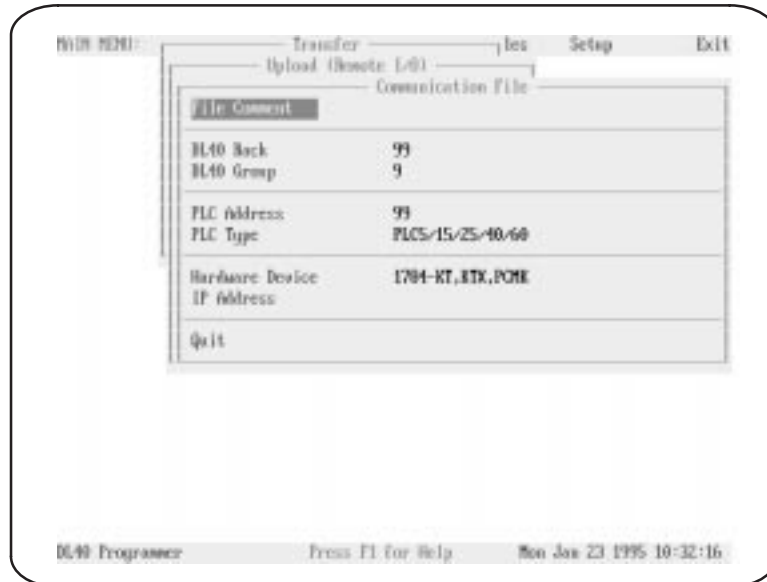 MAIN MENU: Transfer les Setup Exit
Upload (Remote I/O)
Communication File
File Comment
DL40 Rack 99
DL40 Group 9
PLC Address 99
PLC Type PLC5/15/25/40/60
Hardware Device 1784-KT,KTX,PCMK
IP Address
Quit
DL40 Programmer Press F1 for Help Mon Jan 23 1995 10:32:16